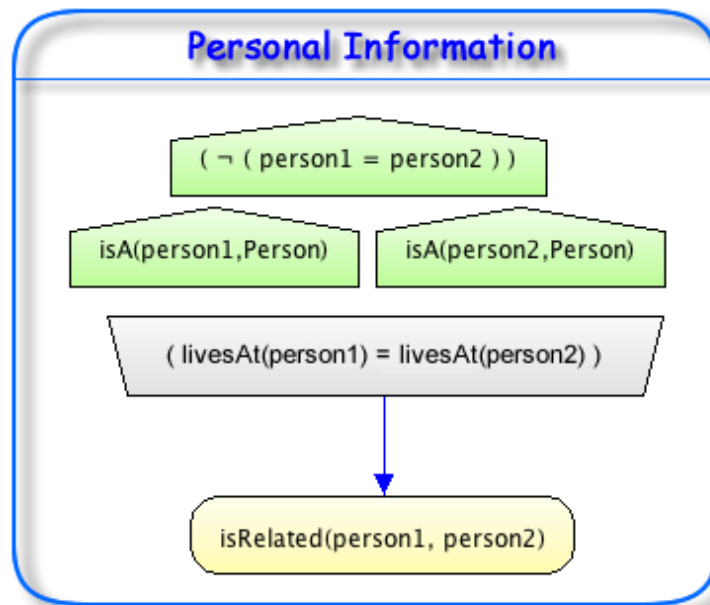 Personal Information
( ¬ ( person1 = person2 ) )
isA(person1,Person)
isA(person2,Person)
( livesAt(person1) = livesAt(person2) )
isRelated(person1, person2)